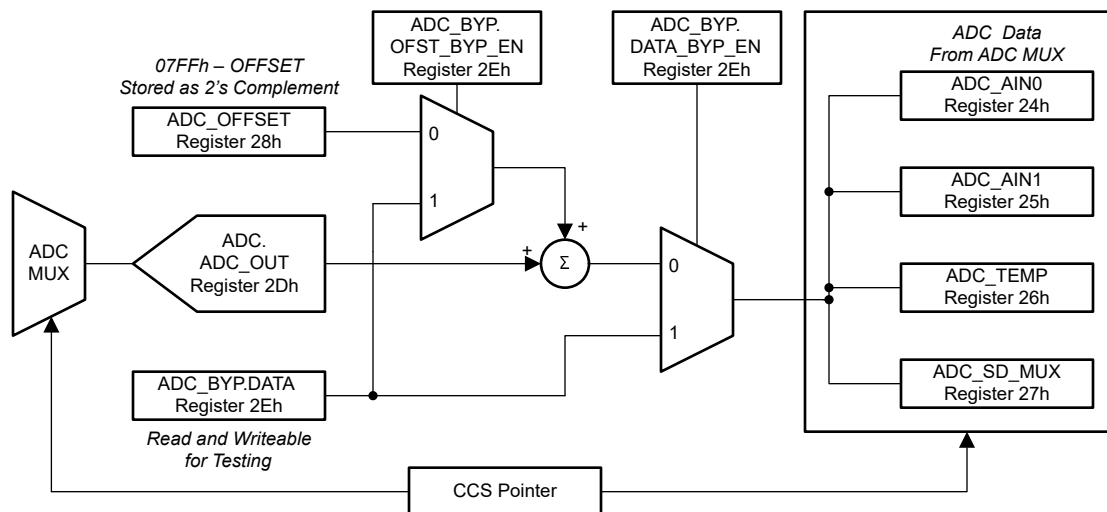 ADC_BYP.
OFST_BYP_EN
Register 2Eh
ADC_BYP.
DATA_BYP_EN
Register 2Eh
ADC Data
From ADC MUX
07FFh – OFFSET
Stored as 2's Complement
ADC_OFFSET
Register 28h
0
1
ADC_AIN0
Register 24h
ADC_AIN1
Register 25h
ADC
MUX
ADC.
ADC_OUT
Register 2Dh
+
+
Σ
0
1
ADC_TEMP
Register 26h
ADC_SD_MUX
Register 27h
ADC_BYP.DATA
Register 2Eh
Read and Writeable
for Testing
CCS Pointer